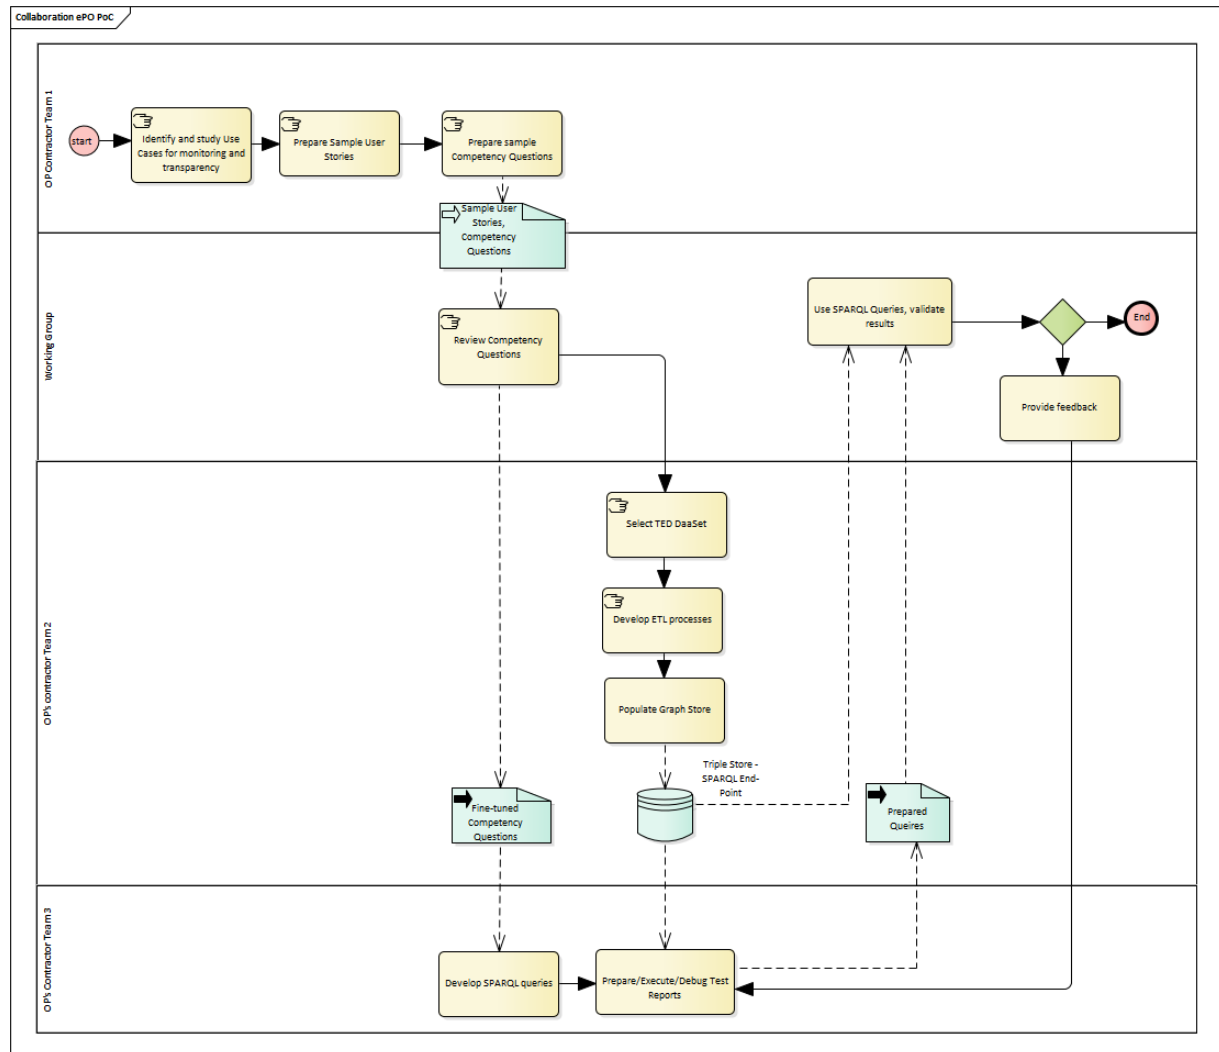 Collaboration ePO PoC
OP Contractor Team 1
start
Identify and study Use
Cases for monitoring and
transparency
Prepare Sample User
Stories
Prepare sample
Competency Questions
Sample User
Stories,
Competency
Questions
Working Group
Review Competency
Questions
Use SPARQL Queries, validate
results
End
Provide feedback
OP's contractor Team 2
Select TED DaaSet
Develop ETL processes
Populate Graph Store
Triple Store -
SPARQL End-
Point
Fine-tuned
Competency
Questions
Prepared
Queires
OP's Contractor Team 3
Develop SPARQL queries
Prepare/Execute/Debug Test
Reports